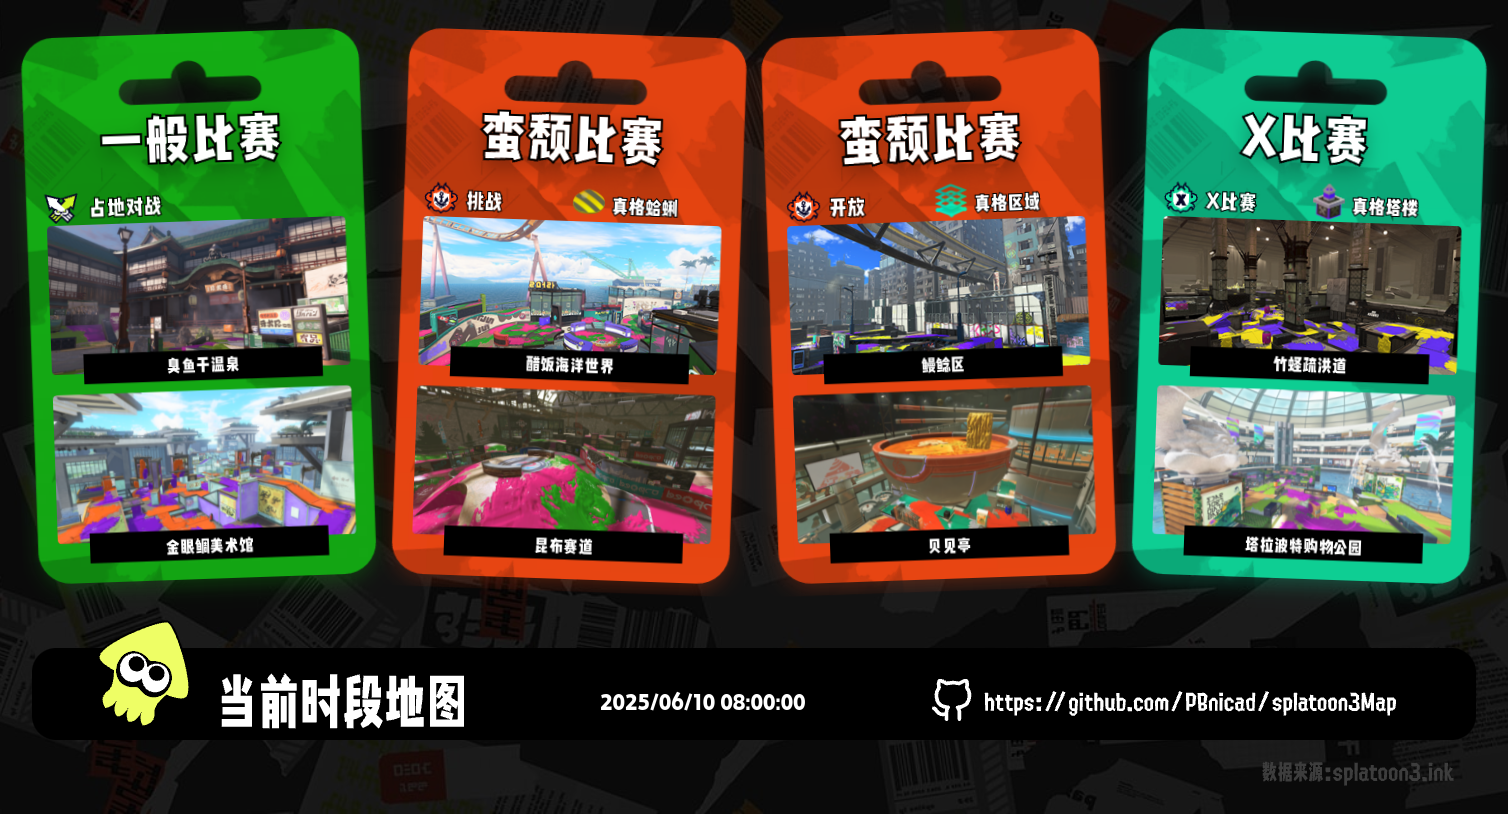 一般比赛
占地对战
臭鱼干温泉
金眼鲷美术馆
蛮颓比赛
挑战
真格蛤蜊
醋饭海洋世界
昆布赛道
蛮颓比赛
开放
真格区域
鳗鲶区
贝贝亭
X比赛
X比赛
真格塔楼
竹蛏疏洪道
塔拉波特购物公园
当前时段地图
2025/06/10 08:00:00
https://github.com/PBnicad/splatoon3Map
数据来源:splatoon3.ink